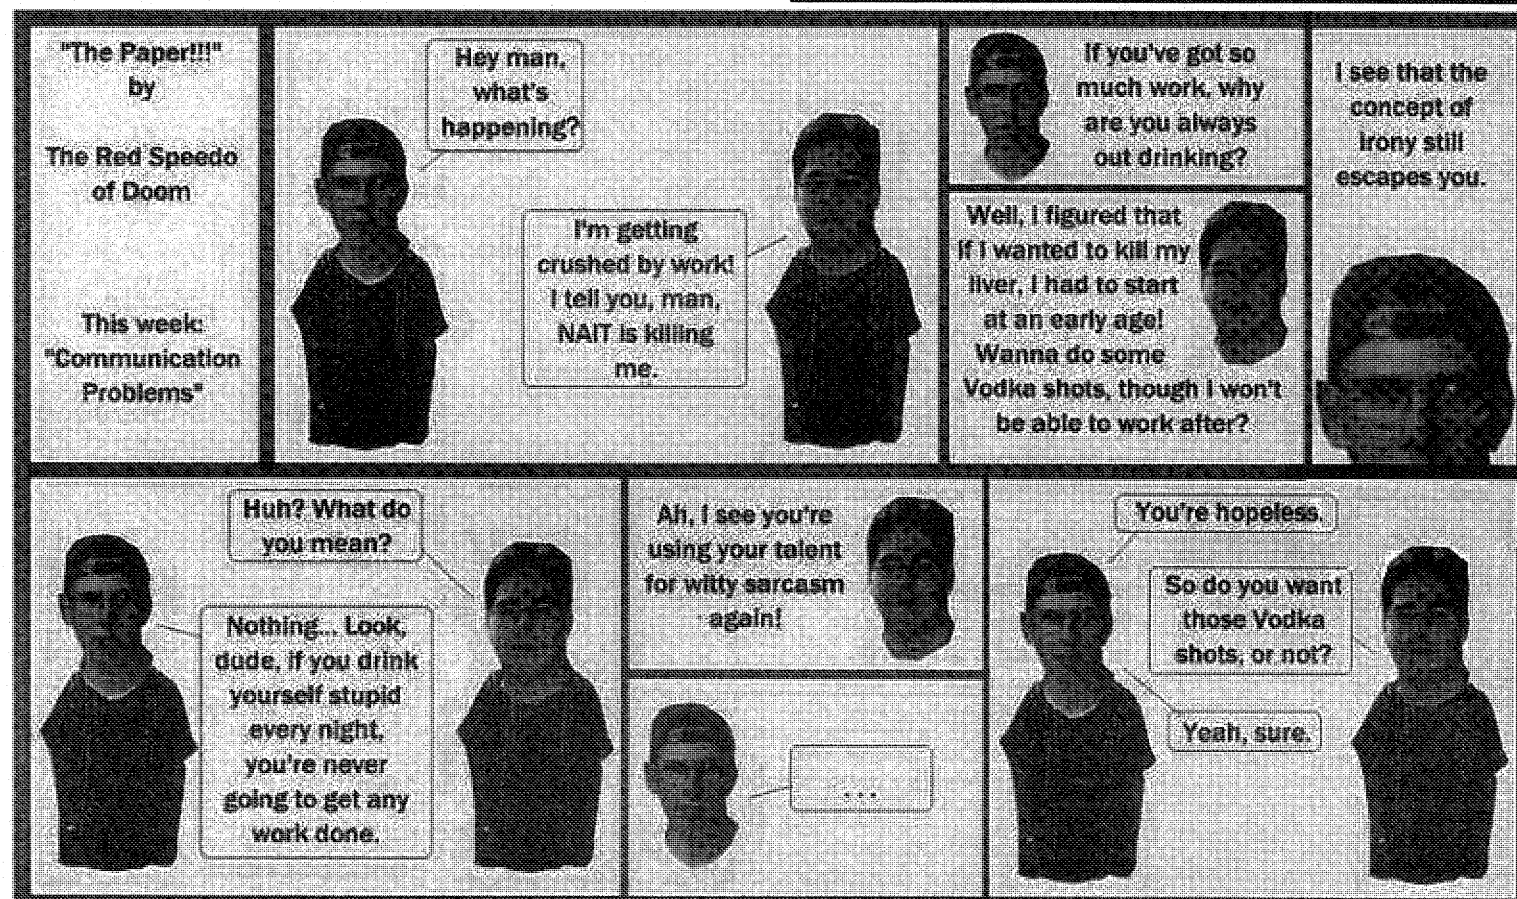 "The Paper!!!"
by
The Red Speedo
of Doom
This week:
"Communication
Problems"
Hey man,
what's
happening?
I'm getting
crushed by work!
I tell you, man,
NAIT is killing
me.
If you've got so
much work, why
are you always
out drinking?
Well, I figured that
if I wanted to kill my
liver, I had to start
at an early age!
Wanna do some
Vodka shots, though I won't
be able to work after?
I see that the
concept of
irony still
escapes you.
Huh? What do
you mean?
Nothing... Look,
dude, if you drink
yourself stupid
every night,
you're never
going to get any
work done.
Ah, I see you're
using your talent
for witty sarcasm
again!
...
You're hopeless.
So do you want
those Vodka
shots, or not?
Yeah, sure.